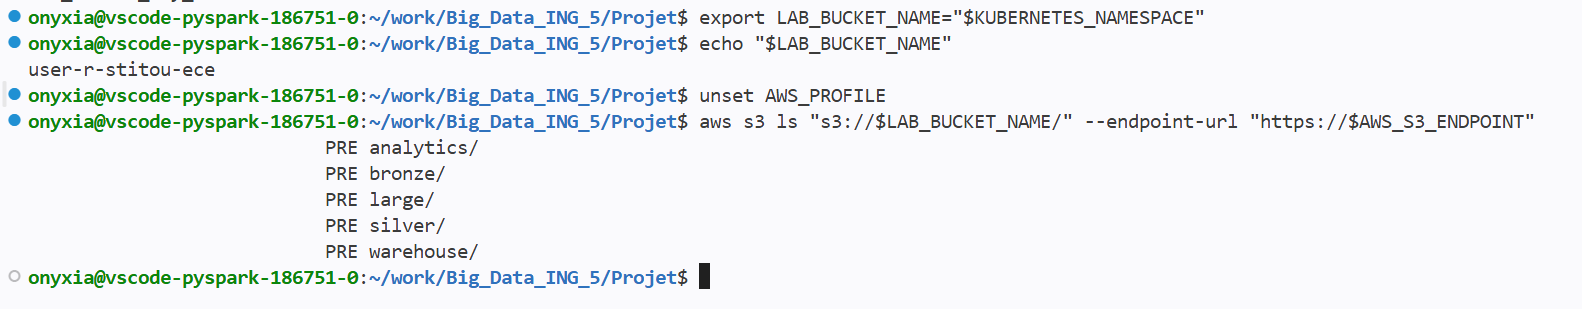 onyxia@vscode-pyspark-186751-0:~/work/Big_Data_ING_5/Projet$ export LAB_BUCKET_NAME="$KUBERNETES_NAMESPACE"
onyxia@vscode-pyspark-186751-0:~/work/Big_Data_ING_5/Projet$ echo "$LAB_BUCKET_NAME"
user-r-stitou-ece
onyxia@vscode-pyspark-186751-0:~/work/Big_Data_ING_5/Projet$ unset AWS_PROFILE
onyxia@vscode-pyspark-186751-0:~/work/Big_Data_ING_5/Projet$ aws s3 ls "s3://$LAB_BUCKET_NAME/" --endpoint-url "https://$AWS_S3_ENDPOINT"
PRE analytics/
PRE bronze/
PRE large/
PRE silver/
PRE warehouse/
onyxia@vscode-pyspark-186751-0:~/work/Big_Data_ING_5/Projet$